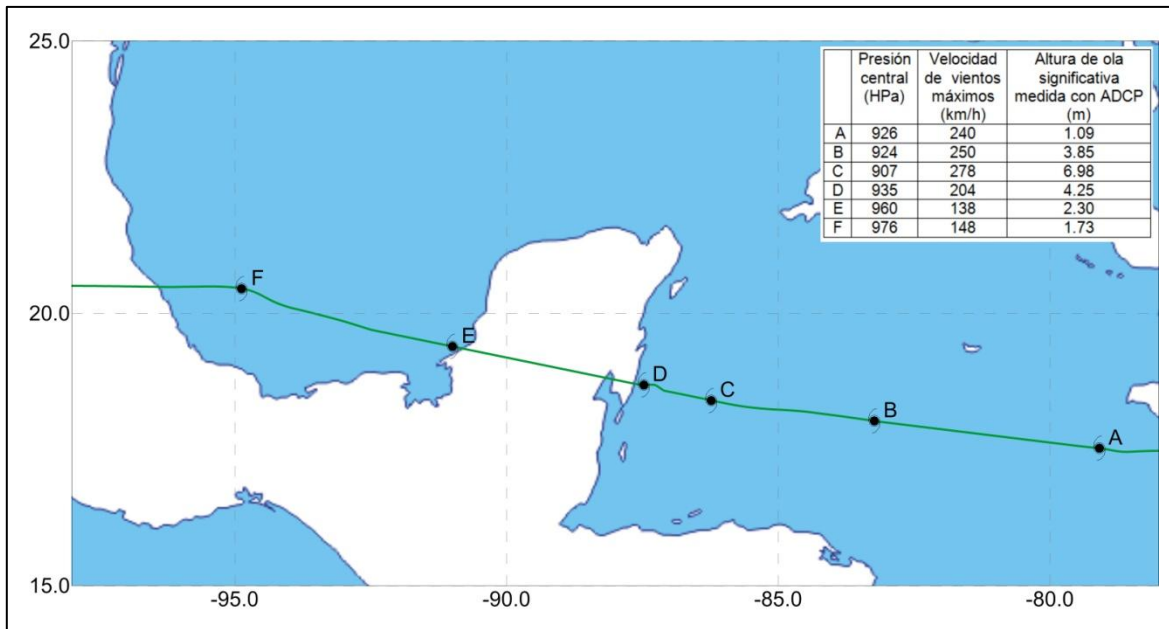 25.0
20.0
15.0
-95.0 -90.0 -85.0 -80.0
Presión central (HPa) Velocidad de vientos máximos (km/h) Altura de ola significativa medida con ADCP (m)
A 926 240 1.09
B 924 250 3.85
C 907 278 6.98
D 935 204 4.25
E 960 138 2.30
F 976 148 1.73
F
E
D
C
B
A